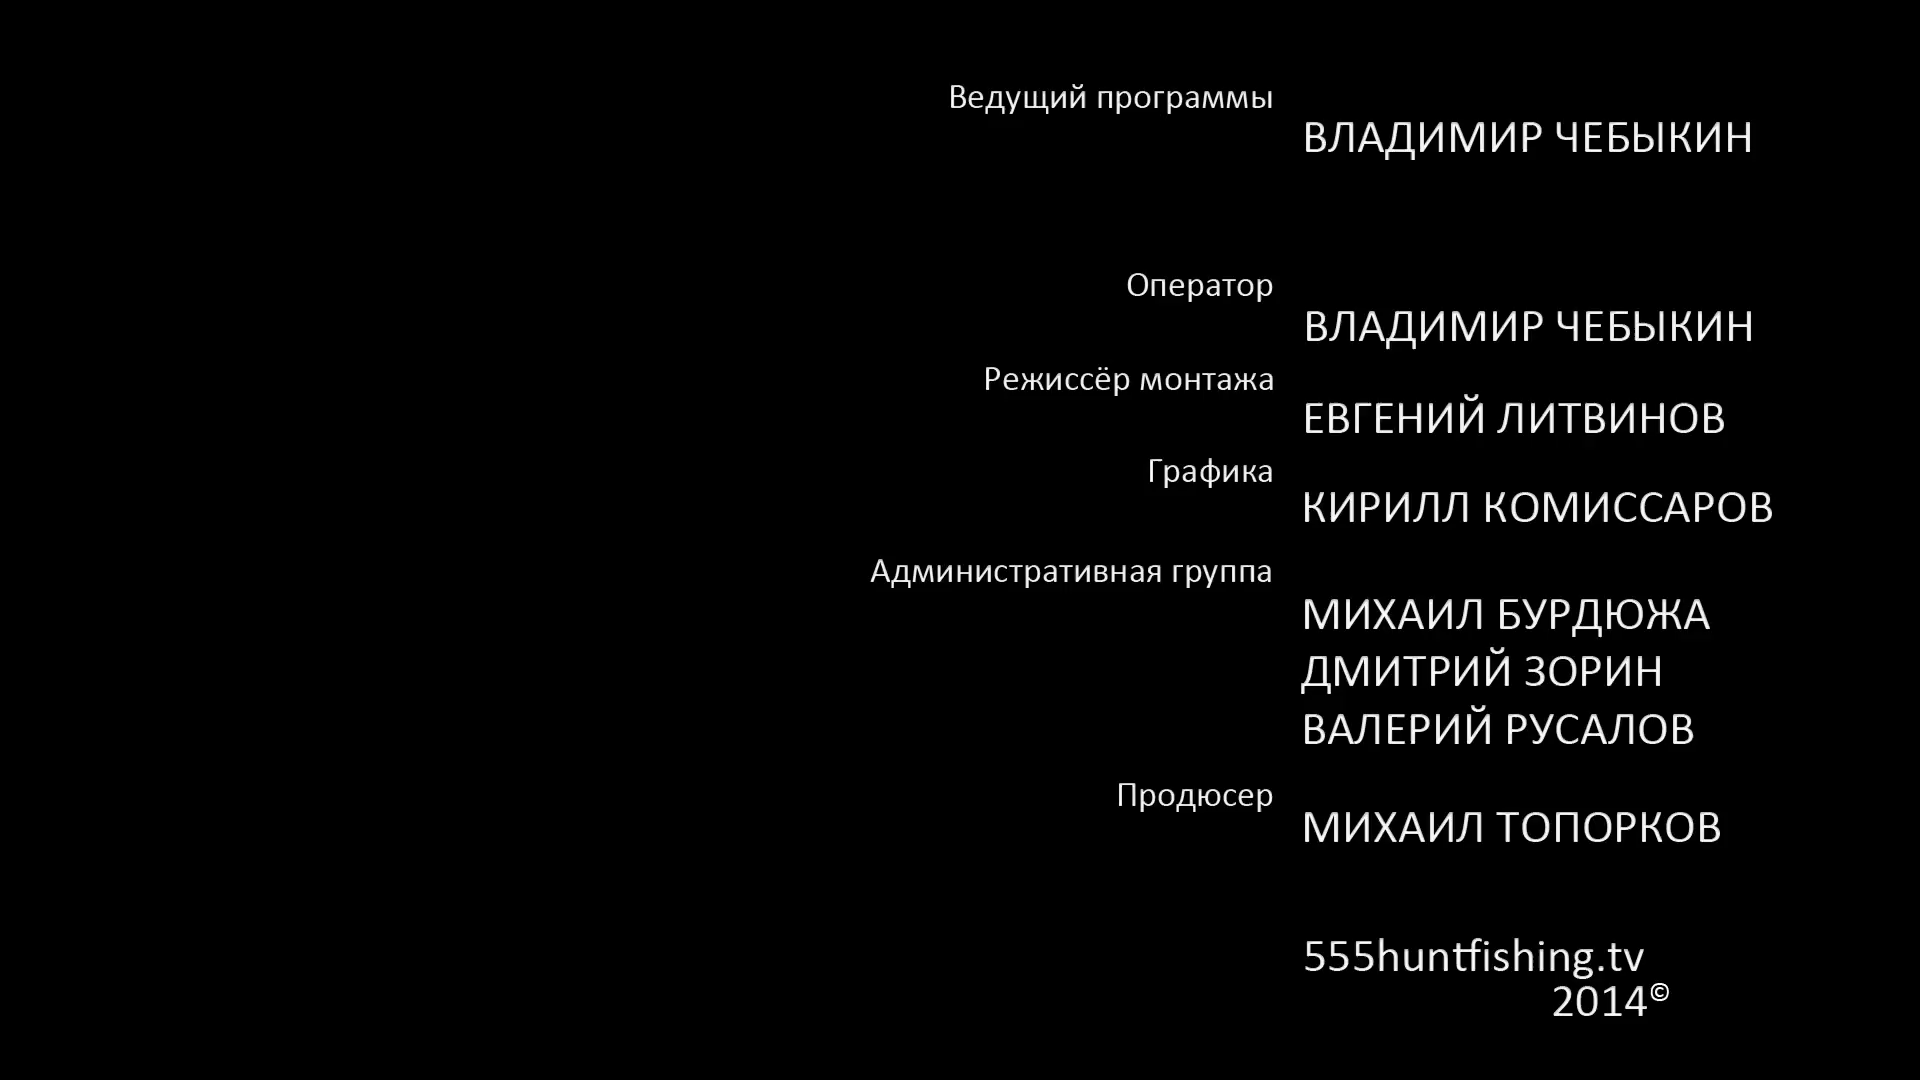 Ведущий программы
ВЛАДИМИР ЧЕБЫКИН
Оператор
ВЛАДИМИР ЧЕБЫКИН
Режиссёр монтажа
ЕВГЕНИЙ ЛИТВИНОВ
Графика
КИРИЛЛ КОМИССАРОВ
Административная группа
МИХАИЛ БУРДЮЖА
ДМИТРИЙ ЗОРИН
ВАЛЕРИЙ РУСАЛОВ
Продюсер
МИХАИЛ ТОПОРКОВ
555huntfishing.tv
2014©